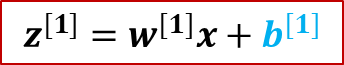 z^[1] = w^[1]x + b^[1]